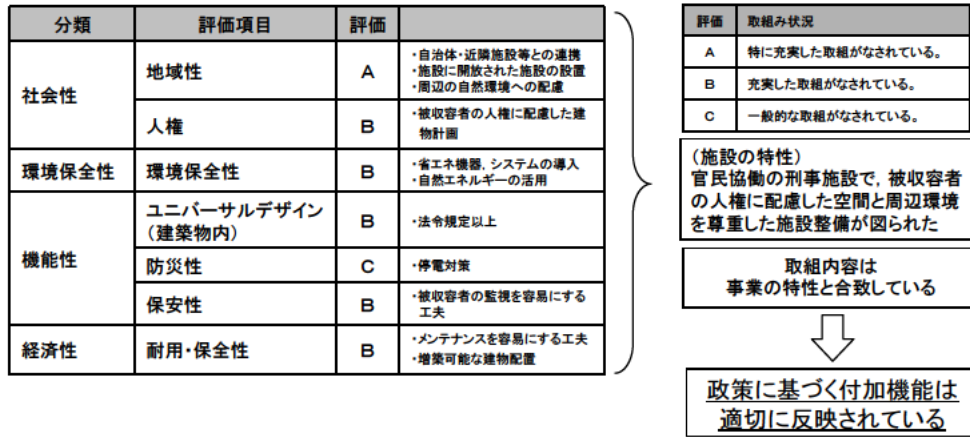 分類 評価項目 評価
社会性 地域性 A ・自治体・近隣施設等との連携
・施設に開放された施設の設置
・周辺の自然環境への配慮
人権 B ・被収容者の人権に配慮した建
物計画
環境保全性 環境保全性 B ・省エネ機器，システムの導入
・自然エネルギーの活用
機能性 ユニバーサルデザイン
（建築物内） B ・法令規定以上
防災性 C ・停電対策
保安性 B ・被収容者の監視を容易にする
工夫
経済性 耐用・保全性 B ・メンテナンスを容易にする工夫
・増築可能な建物配置
評価 取組み状況
A 特に充実した取組がなされている。
B 充実した取組がなされている。
C 一般的な取組がなされている。
（施設の特性）
官民協働の刑事施設で，被収容者
の人権に配慮した空間と周辺環境
を尊重した施設整備が図られた
取組内容は
事業の特性と合致している
政策に基づく付加機能は
適切に反映されている